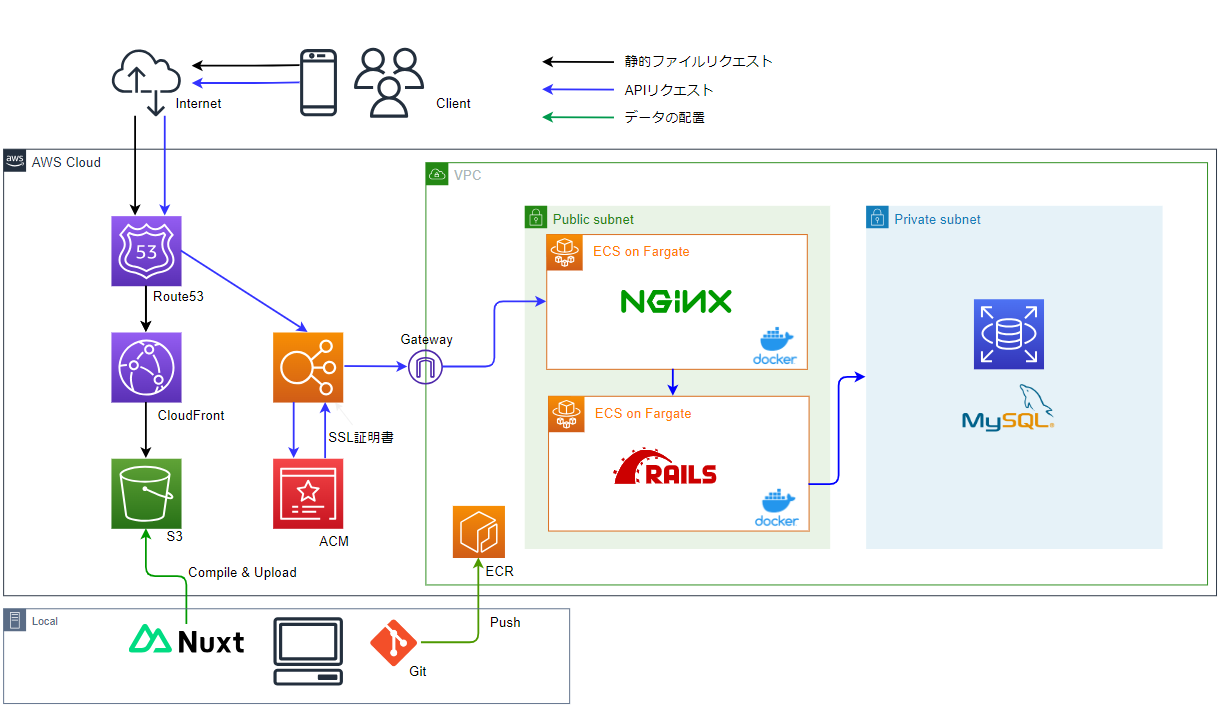 静的ファイルリクエスト
Internet
Client
APIリクエスト
データの配置
aws
AWS Cloud
VPC
Public subnet
Private subnet
53
ECS on Fargate
Route53
NGiNX
Gateway
docker
CloudFront
MySQL
ECS on Fargate
SSL証明書
RAILS
docker
S3
ACM
ECR
Compile & Upload
Local
Push
Nuxt
Git